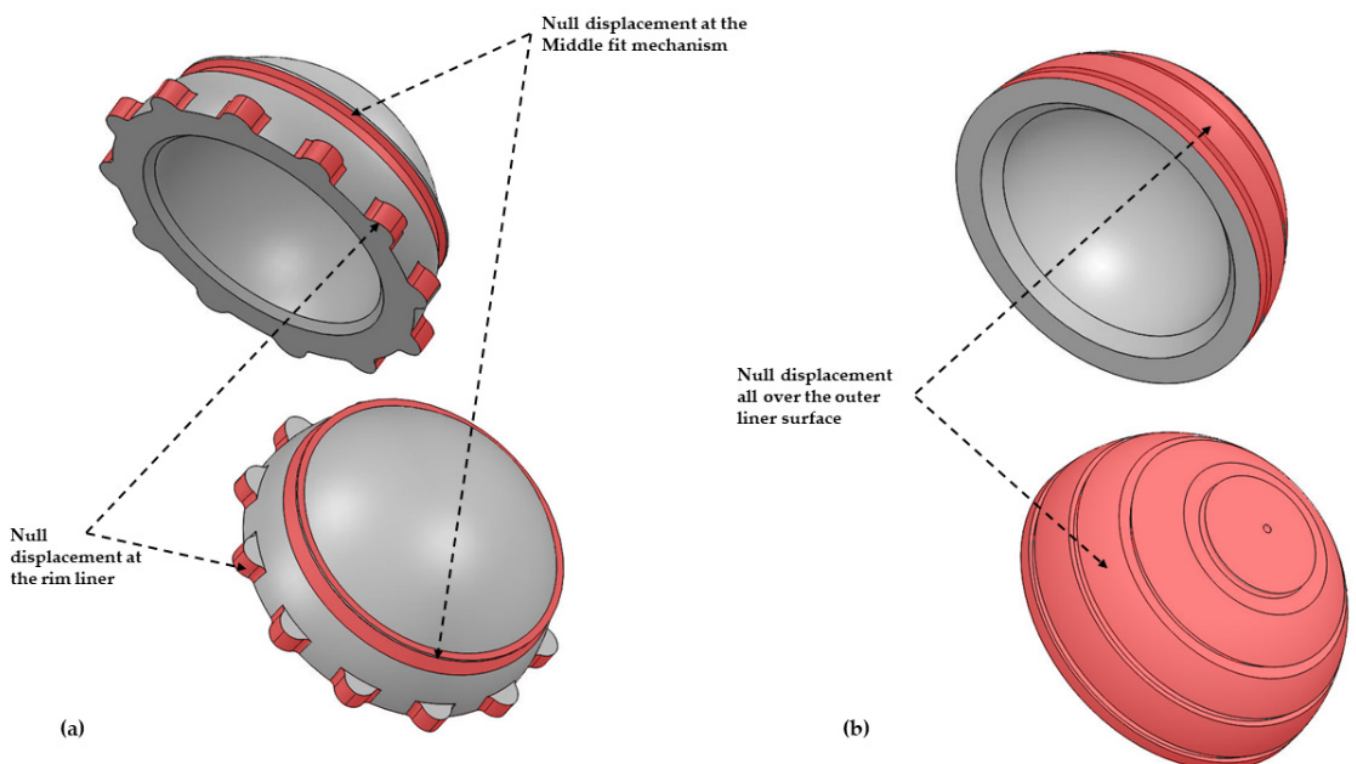 Null displacement at the
Middle fit mechanism
Null displacement
all over the outer
liner surface
Null
displacement at
the rim liner
(a)
(b)